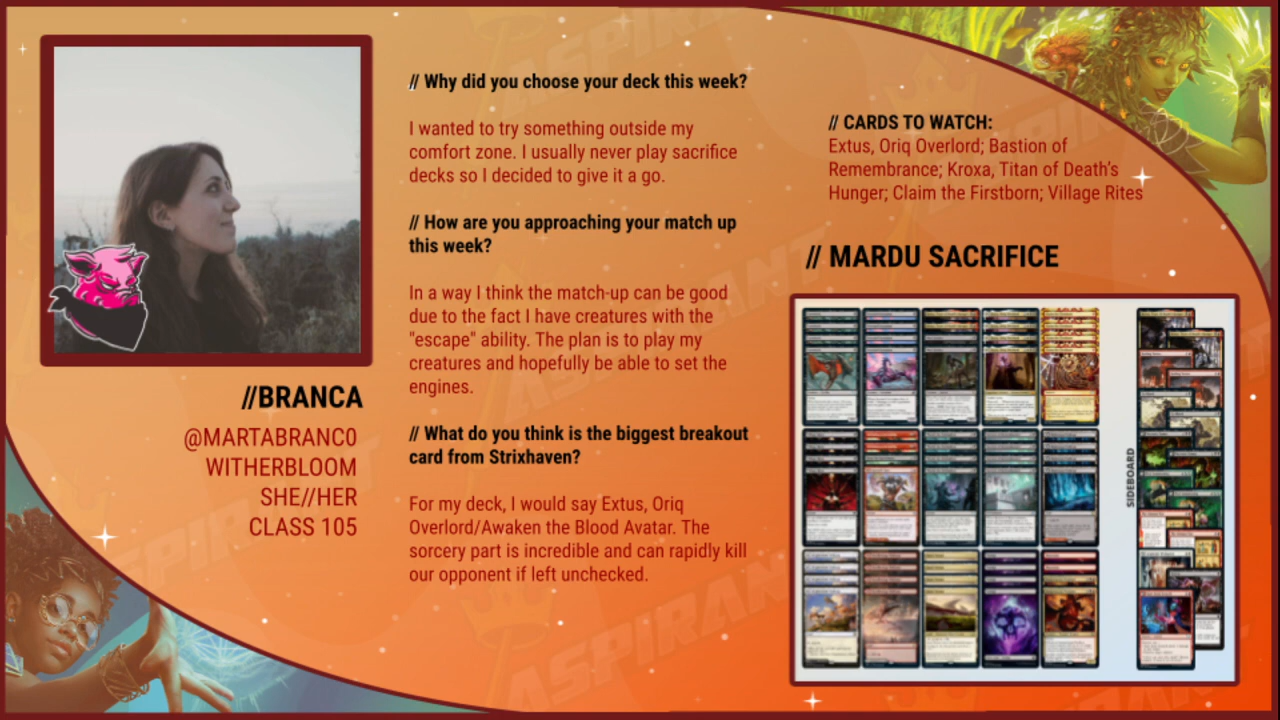 // Why did you choose your deck this week?
I wanted to try something outside my
comfort zone. I usually never play sacrifice
decks so I decided to give it a go.
// How are you approaching your match up
this week?
In a way I think the match-up can be good
due to the fact I have creatures with the
"escape" ability. The plan is to play my
creatures and hopefully be able to set the
engines.
// What do you think is the biggest breakout
card from Strixhaven?
For my deck, I would say Extus, Oriq
Overlord/Awaken the Blood Avatar. The
sorcery part is incredible and can rapidly kill
our opponent if left unchecked.
//BRANCA
@MARTABRANC0
WITHERBLOOM
SHE//HER
CLASS 105
// CARDS TO WATCH:
Extus, Oriq Overlord; Bastion of
Remembrance; Kroxa, Titan of Death's
Hunger; Claim the Firstborn; Village Rites
// MARDU SACRIFICE
SIDEBOARD
ASPIRANT
ASPIRANT
ASPIRANT
ASPIRANT